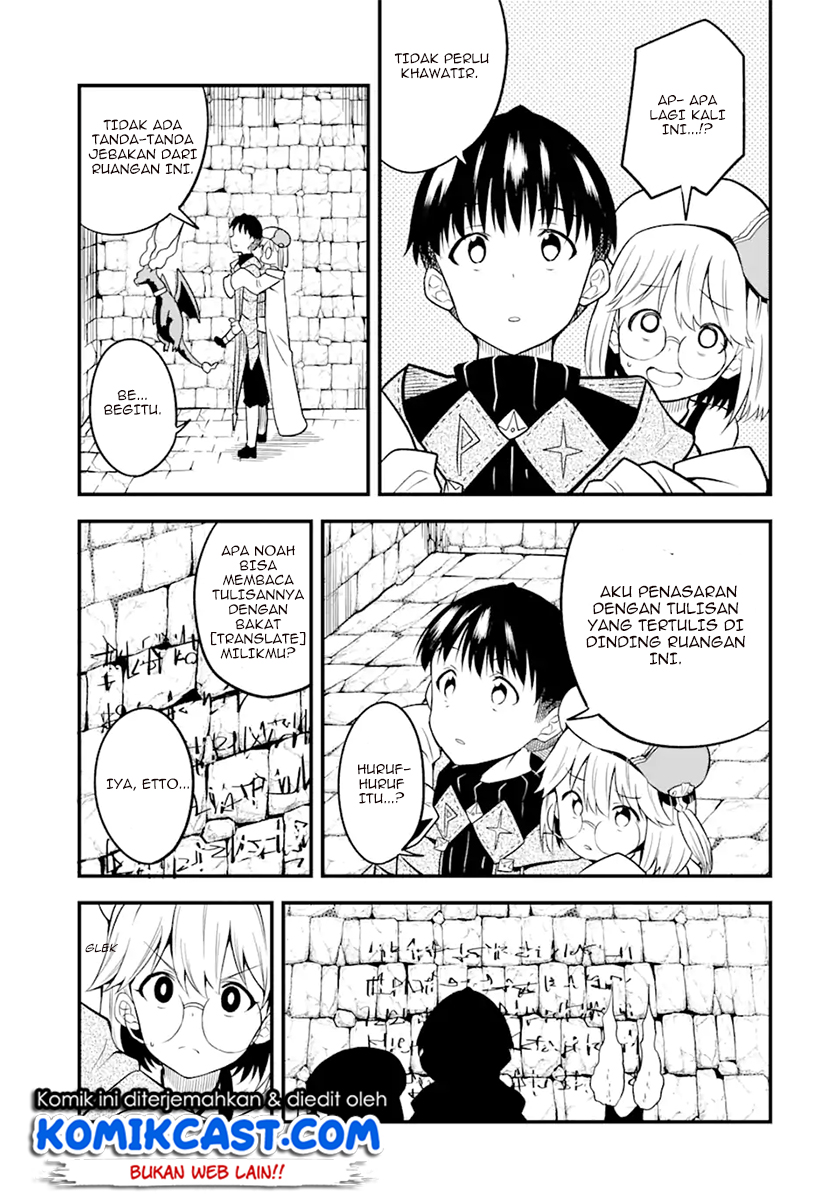 AP- APA
LAGI KALI
INI...!?
TIDAK PERLU
KHAWATIR.
TIDAK ADA
TANDA-TANDA
JEBAKAN DARI
RUANGAN INI.
BE...
BEGITU.
AKU PENASARAN
DENGAN TULISAN
YANG TERTULIS DI
DINDING RUANGAN
INI.
HURUF-
HURUF
ITU...?
APA NOAH
BISA
MEMBACA
TULISANNYA
DENGAN
BAKAT
[TRANSLATE]
MILIKMU?
IYA, ETTO...
GLEK
Komik ini diterjemahkan & diedit oleh
KOMIKCAST.COM
BUKAN WEB LAIN!!